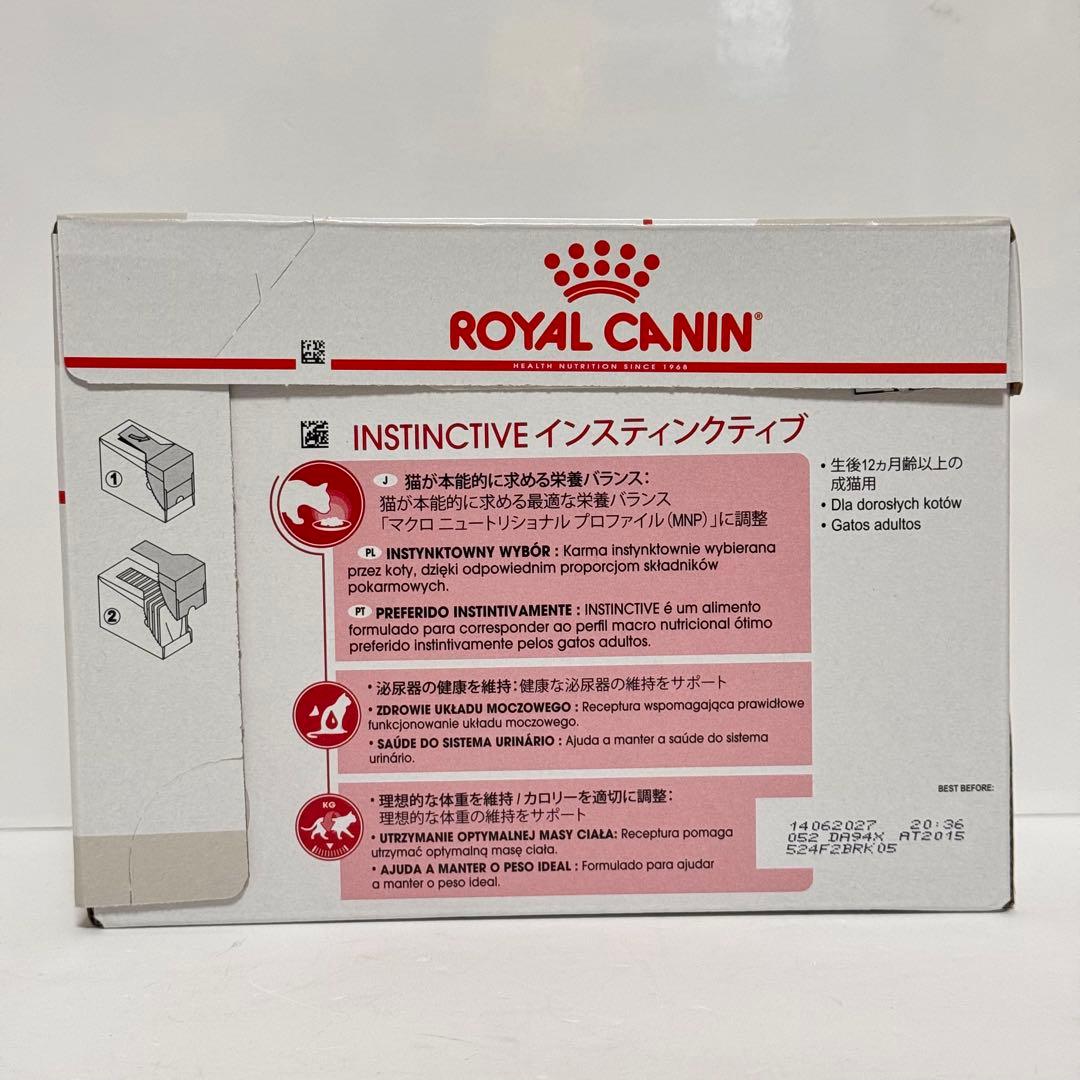 ROYAL CANIN®
HEALTH NUTRITION SINCE 1968
INSTINCTIVE インスティンクティブ
J 猫が本能的に求める栄養バランス：
猫が本能的に求める最適な栄養バランス
「マクロ ニュートリショナル プロファイル（MNP）」に調整
PL INSTYNKTOWNY WYBÓR : Karma instynktownie wybierana
przez koty, dzięki odpowiednim proporcjom składników
pokarmowych.
PT PREFERIDO INSTINTIVAMENTE : INSTINCTIVE é um alimento
formulado para corresponder ao perfil macro nutricional ótimo
preferido instintivamente pelos gatos adultos.
• 生後12ヵ月齢以上の
成猫用
• Dla dorosłych kotów
• Gatos adultos
1
2
• 泌尿器の健康を維持：健康な泌尿器の維持をサポート
• ZDROWIE UKŁADU MOCZOWEGO : Receptura wspomagająca prawidłowe
funkcjonowanie układu moczowego.
• SAÚDE DO SISTEMA URINÁRIO : Ajuda a manter a saúde do sistema
urinário.
KG
• 理想的な体重を維持 / カロリーを適切に調整：
理想的な体重の維持をサポート
• UTRZYMANIE OPTYMALNEJ MASY CIAŁA: Receptura pomaga
utrzymać optymalną masę ciała.
• AJUDA A MANTER O PESO IDEAL : Formulado para ajudar
a manter o peso ideal.
BEST BEFORE:
14062027 20:36
052 DA94X AT2015
524F2BRK05